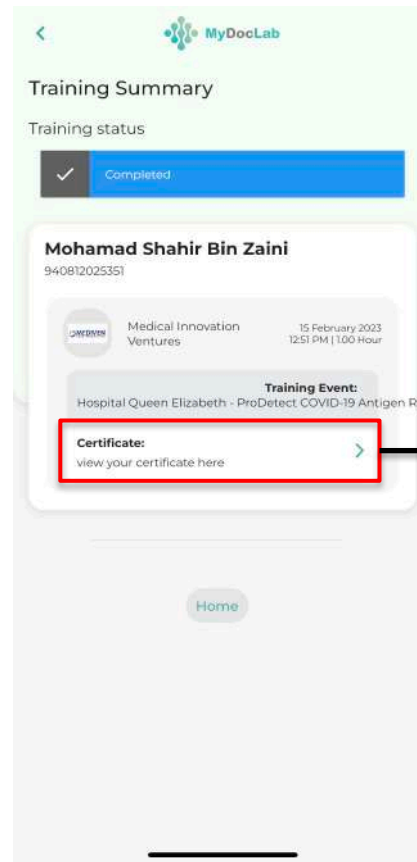 MyDocLab
Training Summary
Training status
Completed
Mohamad Shahir Bin Zaini
940812025351
MEDIVEN
Medical Innovation
Ventures
15 February 2023
12:51 PM | 1.00 Hour
Training Event:
Hospital Queen Elizabeth - ProDetect COVID-19 Antigen R
Certificate:
view your certificate here
Home